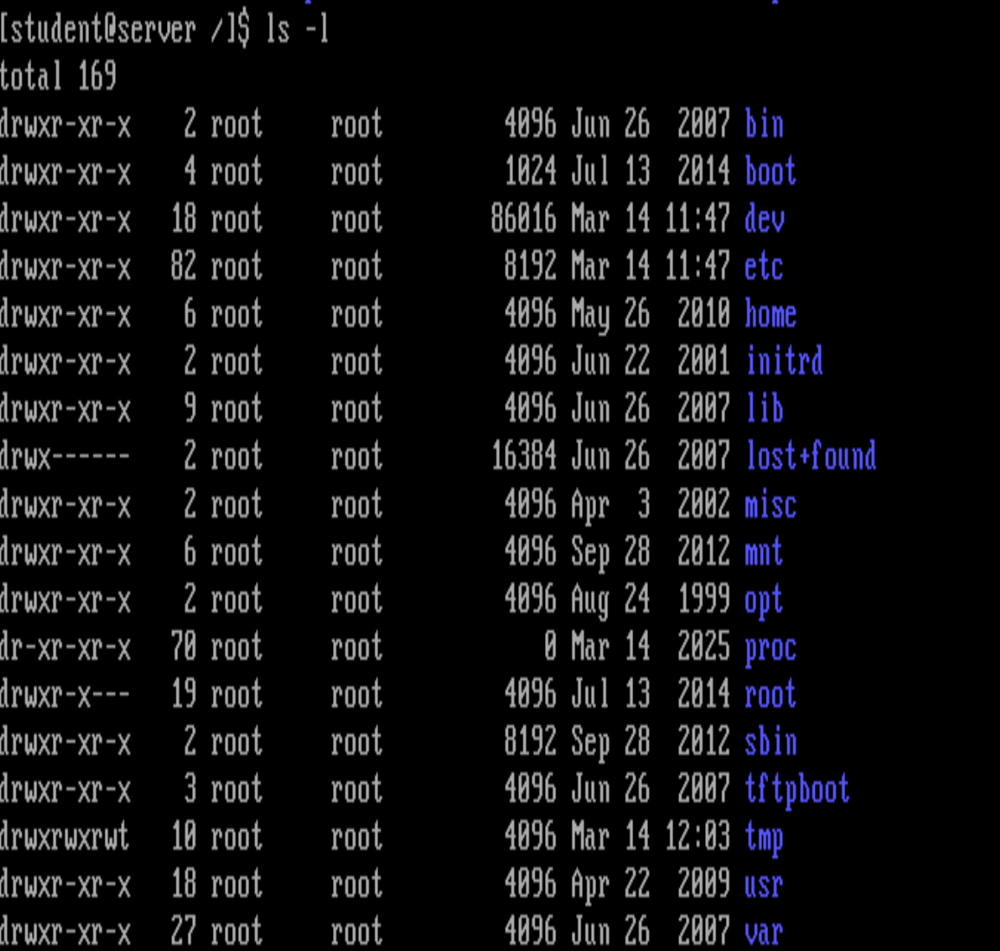 [student@server /]$ ls -l
total 169
drwxr-xr-x    2 root     root         4096 Jun 26  2007 bin
drwxr-xr-x    4 root     root         1024 Jul 13  2014 boot
drwxr-xr-x   18 root     root        86016 Mar 14 11:47 dev
drwxr-xr-x   82 root     root         8192 Mar 14 11:47 etc
drwxr-xr-x    6 root     root         4096 May 26  2010 home
drwxr-xr-x    2 root     root         4096 Jun 22  2001 initrd
drwxr-xr-x    9 root     root         4096 Jun 26  2007 lib
drwx------    2 root     root        16384 Jun 26  2007 lost+found
drwxr-xr-x    2 root     root         4096 Apr  3  2002 misc
drwxr-xr-x    6 root     root         4096 Sep 28  2012 mnt
drwxr-xr-x    2 root     root         4096 Aug 24  1999 opt
dr-xr-xr-x   70 root     root            0 Mar 14  2025 proc
drwxr-x---   19 root     root         4096 Jul 13  2014 root
drwxr-xr-x    2 root     root         8192 Sep 28  2012 sbin
drwxr-xr-x    3 root     root         4096 Jun 26  2007 tftpboot
drwxrwxrwt   10 root     root         4096 Mar 14 12:03 tmp
drwxr-xr-x   18 root     root         4096 Apr 22  2009 usr
drwxr-xr-x   27 root     root         4096 Jun 26  2007 var